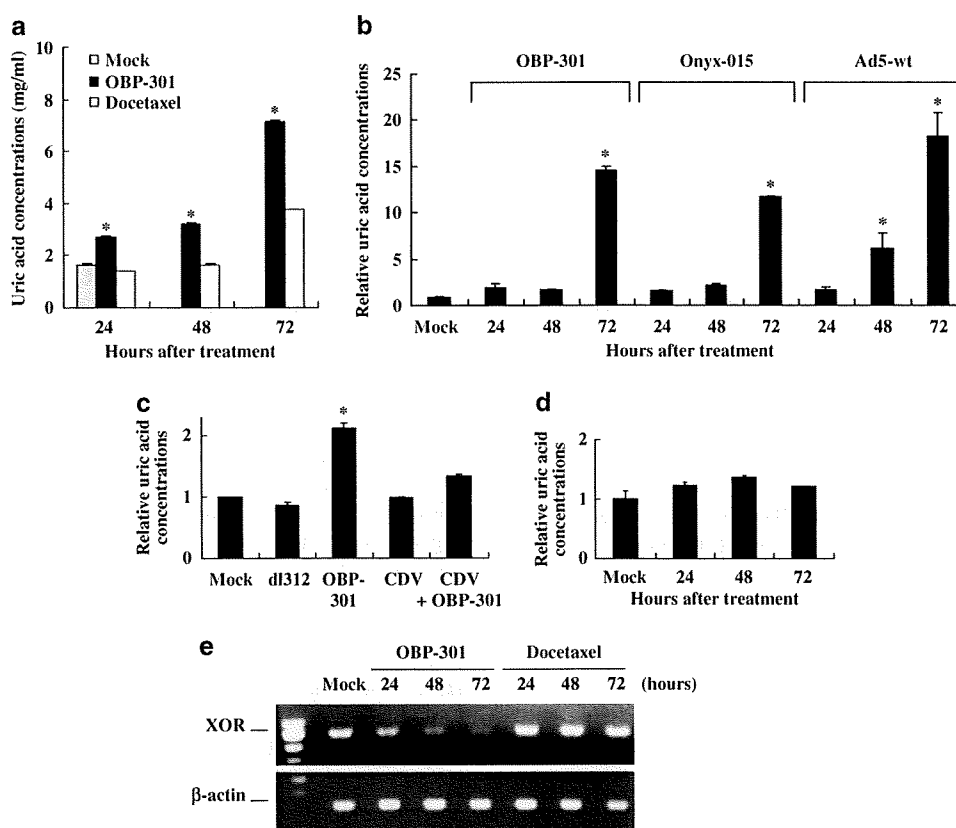 a
Uric acid concentrations (mg/ml)
10
8
6
4
2
0
Mock
OBP-301
Docetaxel
*
*
*
24 48 72
Hours after treatment
b
Relative uric acid concentrations
25
20
15
10
5
0
OBP-301 Onyx-015 Ad5-wt
*
*
*
*
Mock 24 48 72 24 48 72 24 48 72
Hours after treatment
c
Relative uric acid
concentrations
2
1
0
*
Mock dl312 OBP-301 CDV CDV + OBP-301
d
Relative uric acid
concentrations
2
1
0
Mock 24 48 72
Hours after treatment
e
OBP-301 Docetaxel
Mock 24 48 72 24 48 72 (hours)
XOR
β-actin